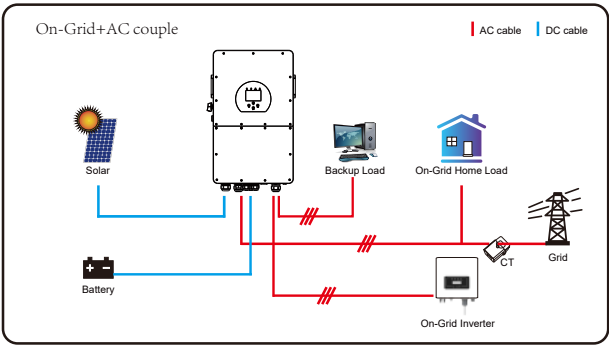 On-Grid+AC couple
AC cable
DC cable
Solar
Backup Load
On-Grid Home Load
CT
Grid
Battery
On-Grid Inverter